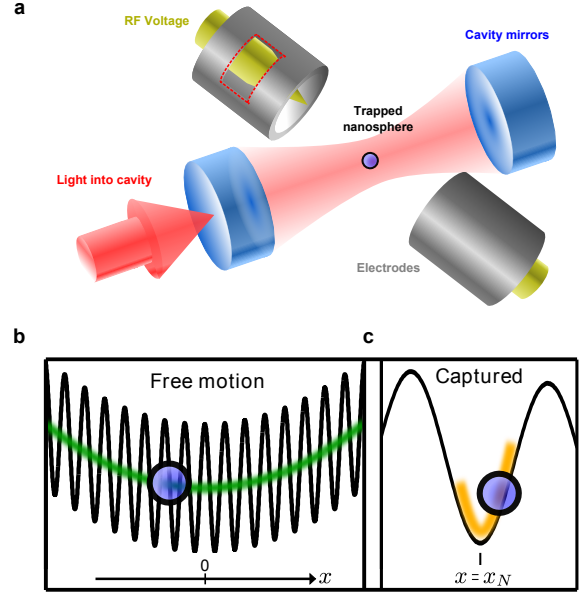 a
RF Voltage
Cavity mirrors
Trapped
nanosphere
Light into cavity
Electrodes
b
c
Free motion
Captured
0
x
x = x_N